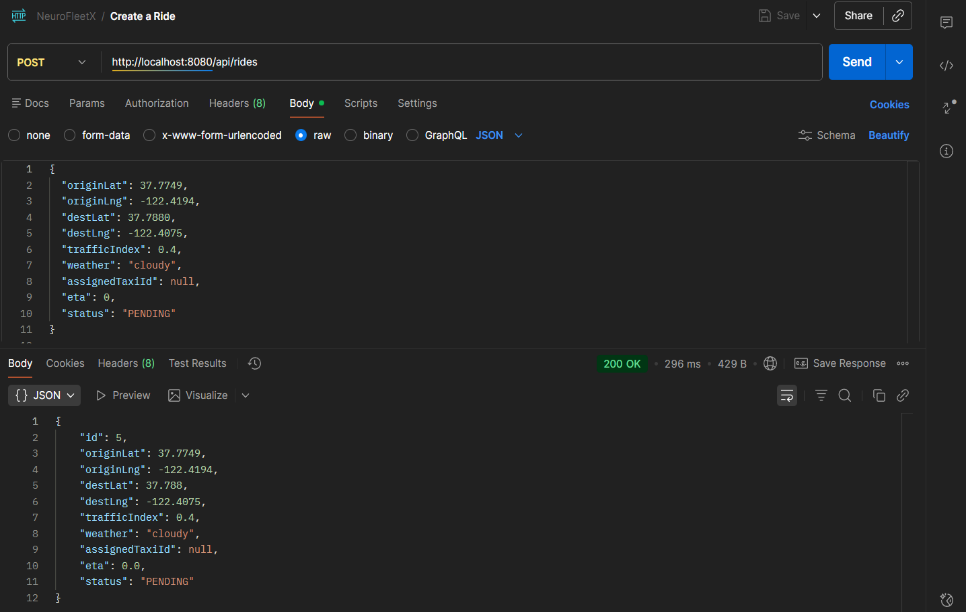 HTTP NeuroFleetX / Create a Ride Save Share
POST http://localhost:8080/api/rides Send
Docs Params Authorization Headers (8) Body Scripts Settings Cookies
none form-data x-www-form-urlencoded raw binary GraphQL JSON Schema Beautify
1 {
2 "originLat": 37.7749,
3 "originLng": -122.4194,
4 "destLat": 37.7880,
5 "destLng": -122.4075,
6 "trafficIndex": 0.4,
7 "weather": "cloudy",
8 "assignedTaxiId": null,
9 "eta": 0,
10 "status": "PENDING"
11 }
Body Cookies Headers (8) Test Results 200 OK • 296 ms • 429 B • e.g. Save Response
{} JSON Preview Visualize
1 {
2 "id": 5,
3 "originLat": 37.7749,
4 "originLng": -122.4194,
5 "destLat": 37.788,
6 "destLng": -122.4075,
7 "trafficIndex": 0.4,
8 "weather": "cloudy",
9 "assignedTaxiId": null,
10 "eta": 0.0,
11 "status": "PENDING"
12 }